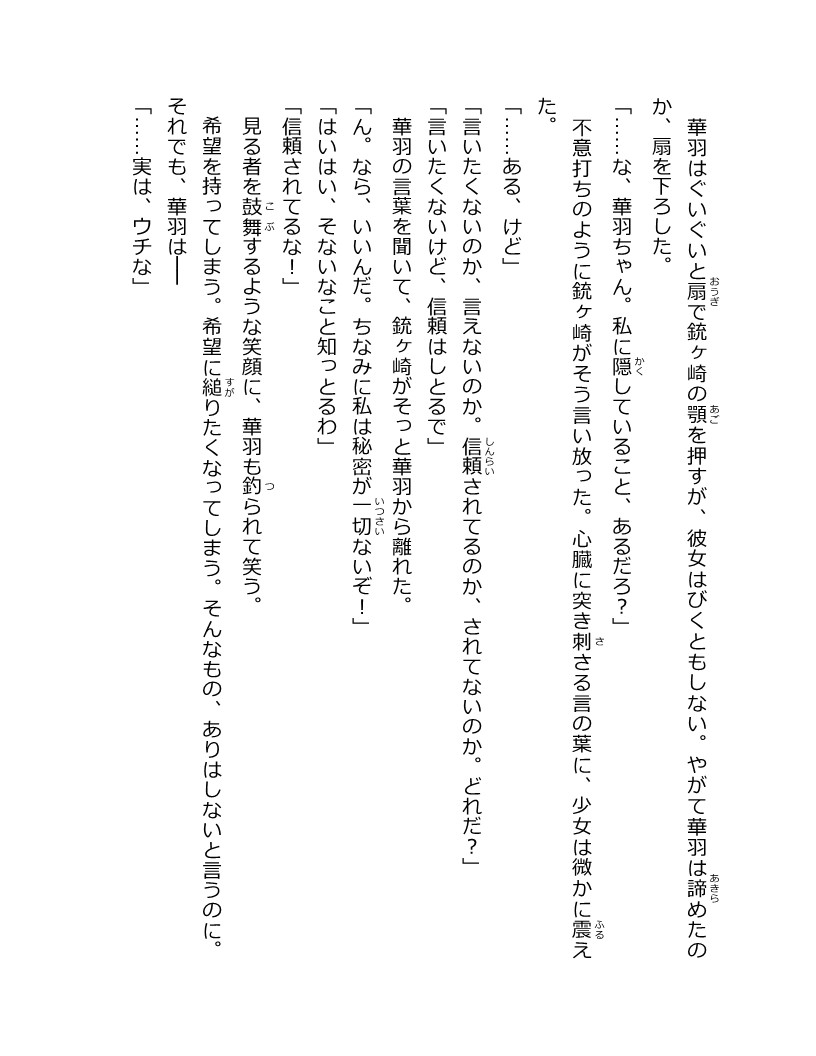 華羽はぐいぐいと扇で銃ヶ崎の顎を押すが、彼女はびくともしない。やがて華羽は諦めたの
か、扇を下ろした。
「……な、華羽ちゃん。私に隠していること、あるだろ？」
不意打ちのように銃ヶ崎がそう言い放った。心臓に突き刺さる言の葉に、少女は微かに震え
た。
「……ある、けど」
「言いたくないのか、言えないのか。信頼されてるのか、されてないのか。どれだ？」
「言いたくないけど、信頼はしとるで」
華羽の言葉を聞いて、銃ヶ崎がそっと華羽から離れた。
「ん。なら、いいんだ。ちなみに私は秘密が一切ないぞ！」
「はいはい、そないなこと知っとるわ」
「信頼されてるな！」
見る者を鼓舞するような笑顔に、華羽も釣られて笑う。
希望を持ってしまう。希望に縋りたくなってしまう。そんなもの、ありはしないと言うのに。
それでも、華羽は――
「……実は、ウチな」